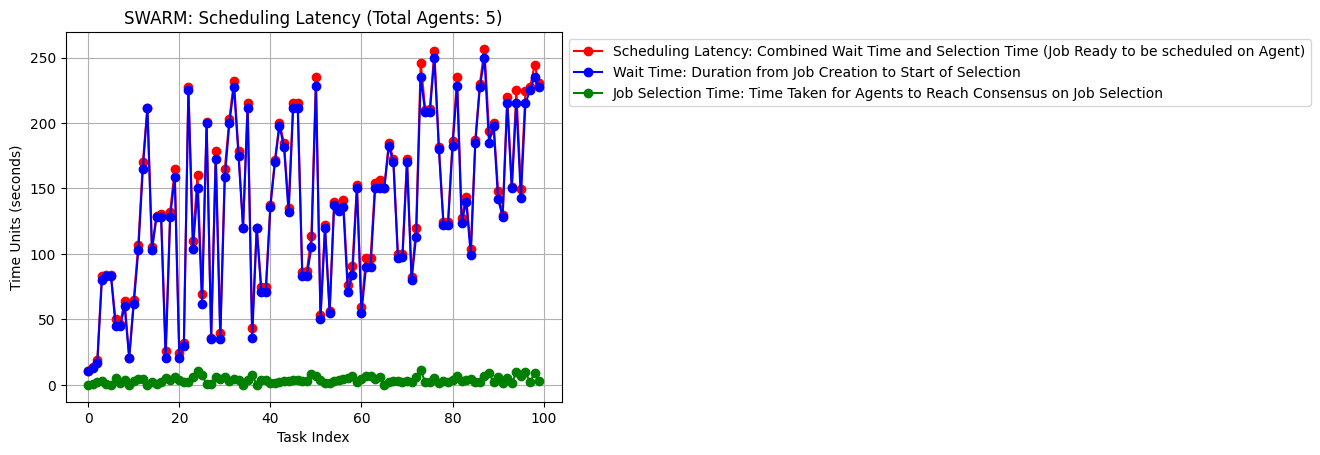 SWARM: Scheduling Latency (Total Agents: 5)
Scheduling Latency: Combined Wait Time and Selection Time (Job Ready to be scheduled on Agent)
Wait Time: Duration from Job Creation to Start of Selection
Job Selection Time: Time Taken for Agents to Reach Consensus on Job Selection
Time Units (seconds)
250
200
150
100
50
0
0 20 40 60 80 100
Task Index